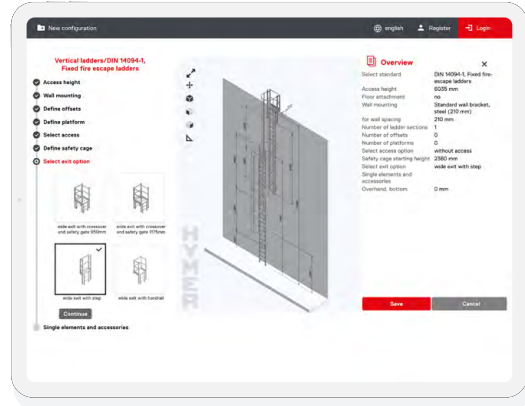 New configuration
english
Register
Login
Vertical ladders/DIN 14094-1,
Fixed fire escape ladders
Access height
Wall mounting
Define offsets
Define platform
Select access
Define safety cage
Select exit option
wide exit with crossover
and safety gate 950mm
wide exit with crossover
and safety gate 1175mm
wide exit with step
wide exit with handrail
Continue
Single elements and accessories
HYMER
Overview
Select standard DIN 14094-1, Fixed fire-
escape ladders
Access height 6035 mm
Floor attachment no
Wall mounting Standard wall bracket,
steel (210 mm)
for wall spacing 210 mm
Number of ladder sections 1
Number of offsets 0
Number of platforms 0
Select access option without access
Safety cage starting height 2380 mm
Select exit option wide exit with step
Single elements and
accessories
Overhend, bottom 0 mm
Save
Cancel